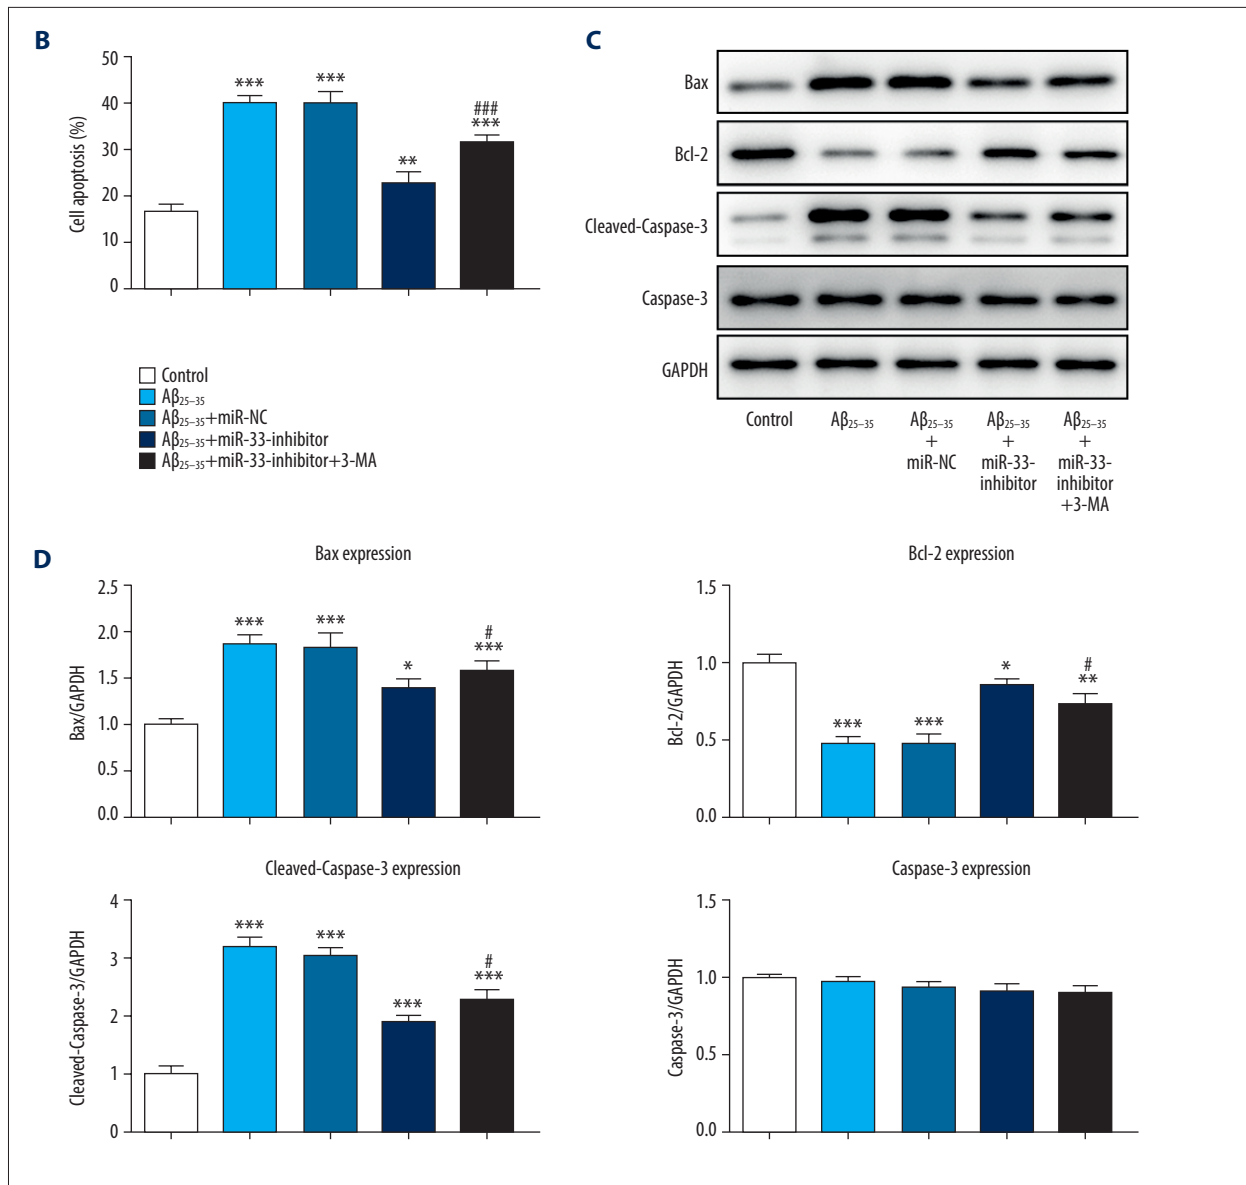 B
50
40
30
20
10
0
Cell apoptosis (%)
***
***
**
###
***
Control
Aβ25–35
Aβ25–35+miR-NC
Aβ25–35+miR-33-inhibitor
Aβ25–35+miR-33-inhibitor+3-MA
C
Bax
Bcl-2
Cleaved-Caspase-3
Caspase-3
GAPDH
Control
Aβ25–35
Aβ25–35
+
miR-NC
Aβ25–35
+
miR-33-
inhibitor
Aβ25–35
+
miR-33-
inhibitor
+3-MA
D
Bax expression
2.5
2.0
1.5
1.0
0.5
0.0
Bax/GAPDH
***
***
*
#
***
Bcl-2 expression
1.5
1.0
0.5
0.0
Bcl-2/GAPDH
***
***
*
#
**
Cleaved-Caspase-3 expression
4
3
2
1
0
Cleaved-Caspase-3/GAPDH
***
***
***
#
***
Caspase-3 expression
1.5
1.0
0.5
0.0
Caspase-3/GAPDH